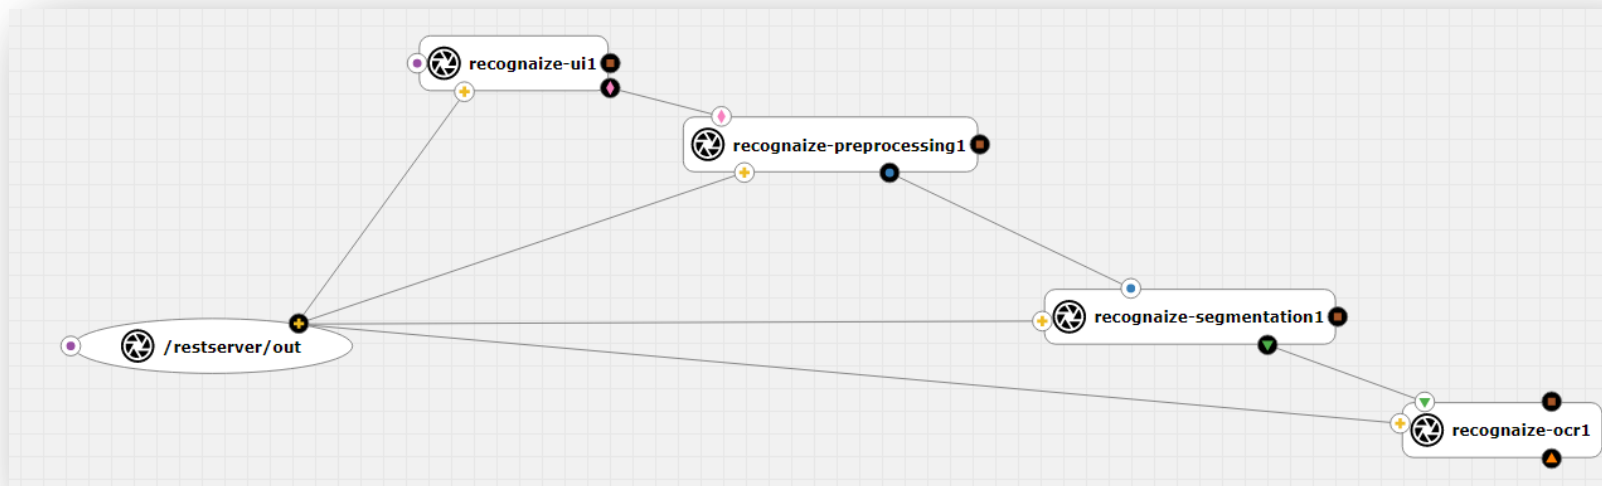 recognaize-ui1
recognaize-preprocessing1
recognaize-segmentation1
/restserver/out
recognaize-ocr1